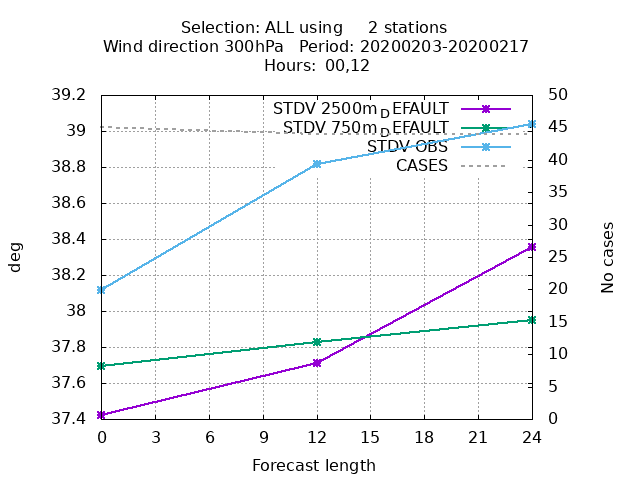 Selection: ALL using     2 stations
Wind direction 300hPa   Period: 20200203-20200217
Hours: 00,12
39.2
39
38.8
38.6
38.4
38.2
38
37.8
37.6
37.4
deg
STDV 2500m_DEFAULT
STDV 750m_DEFAULT
STDV OBS
CASES
50
45
40
35
30
25
20
15
10
5
0
No cases
0 3 6 9 12 15 18 21 24
Forecast length